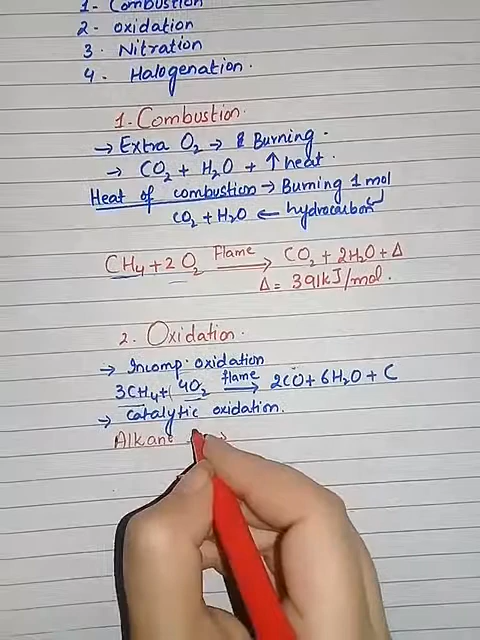 1- Combustion
2- oxidation
3. Nitration
4. Halogenation.
1. Combustion.
→ Extra O₂ → Burning.
→ CO₂ + H₂O + ↑ heat.
Heat of combustion → Burning 1 mol
CO₂ + H₂O ← hydrocarbon
CH₄ + 2 O₂ Flame → CO₂ + 2H₂O + Δ
Δ = 391kJ/mol.
2. Oxidation.
→ Incomp. oxidation
3CH₄ + 4O₂ flame → 2CO + 6H₂O + C
→ catalytic oxidation.
Alkane →